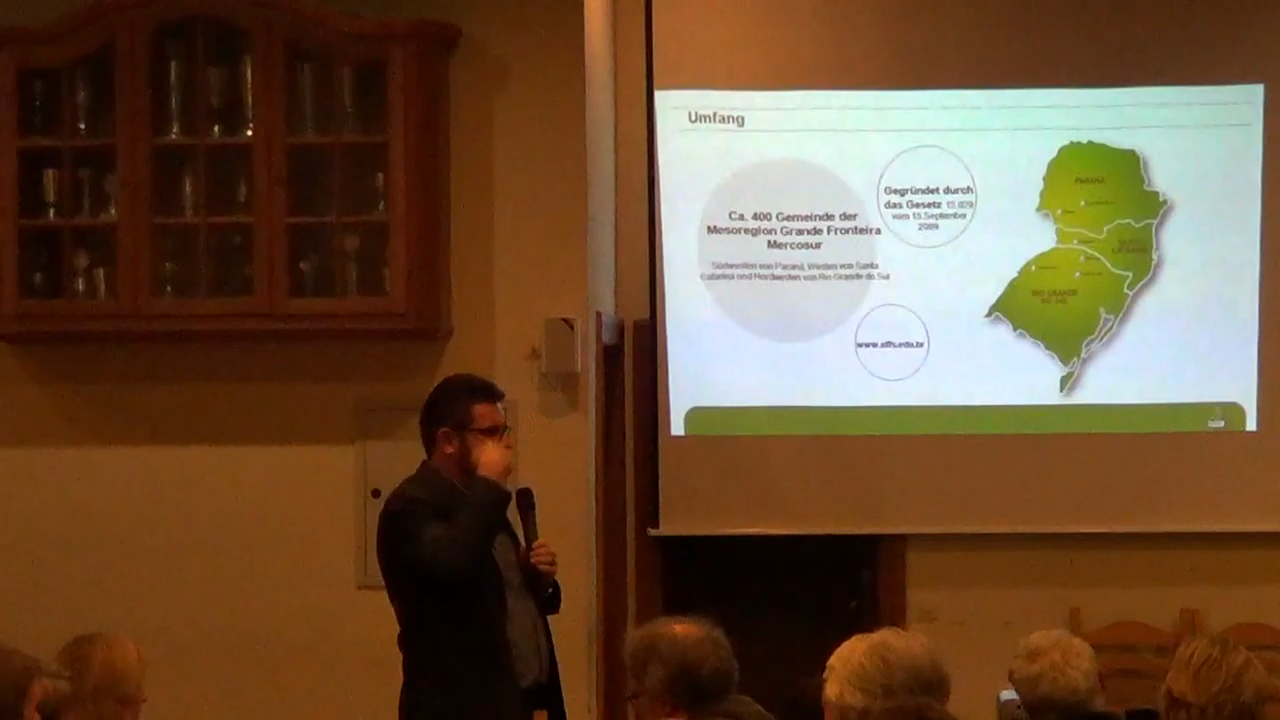 Umfang
Ca. 400 Gemeinde der
Mesoregion Grande Fronteira
Mercosur
Südwesten von Paraná, Westen von Santa
Catarina und Nordwesten von Rio Grande do Sul
Gegründet durch
das Gesetz 12.029
vom 15.September
2009
www.uffs.edu.br
PARANÁ
SANTA
CATARINA
RIO GRANDE
DO SUL